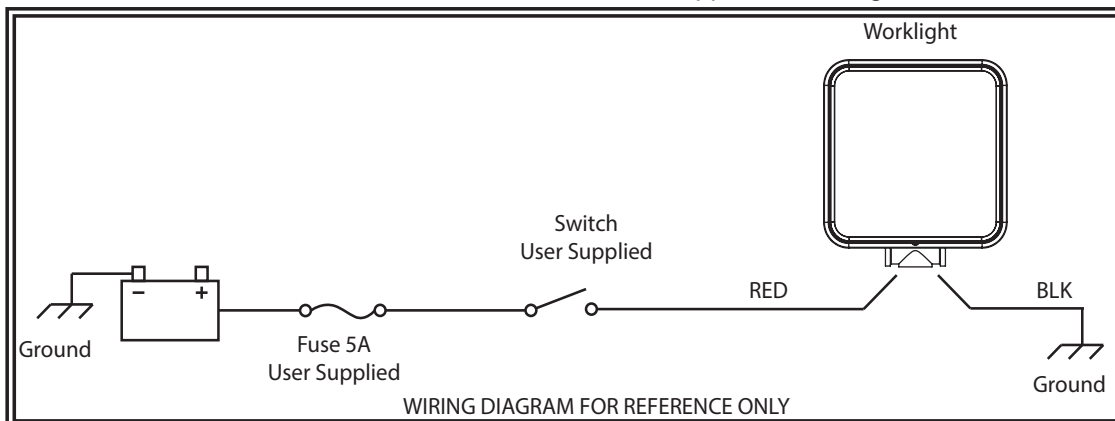 Worklight
Switch
User Supplied
RED
BLK
– +
Ground
Fuse 5A
User Supplied
Ground
WIRING DIAGRAM FOR REFERENCE ONLY